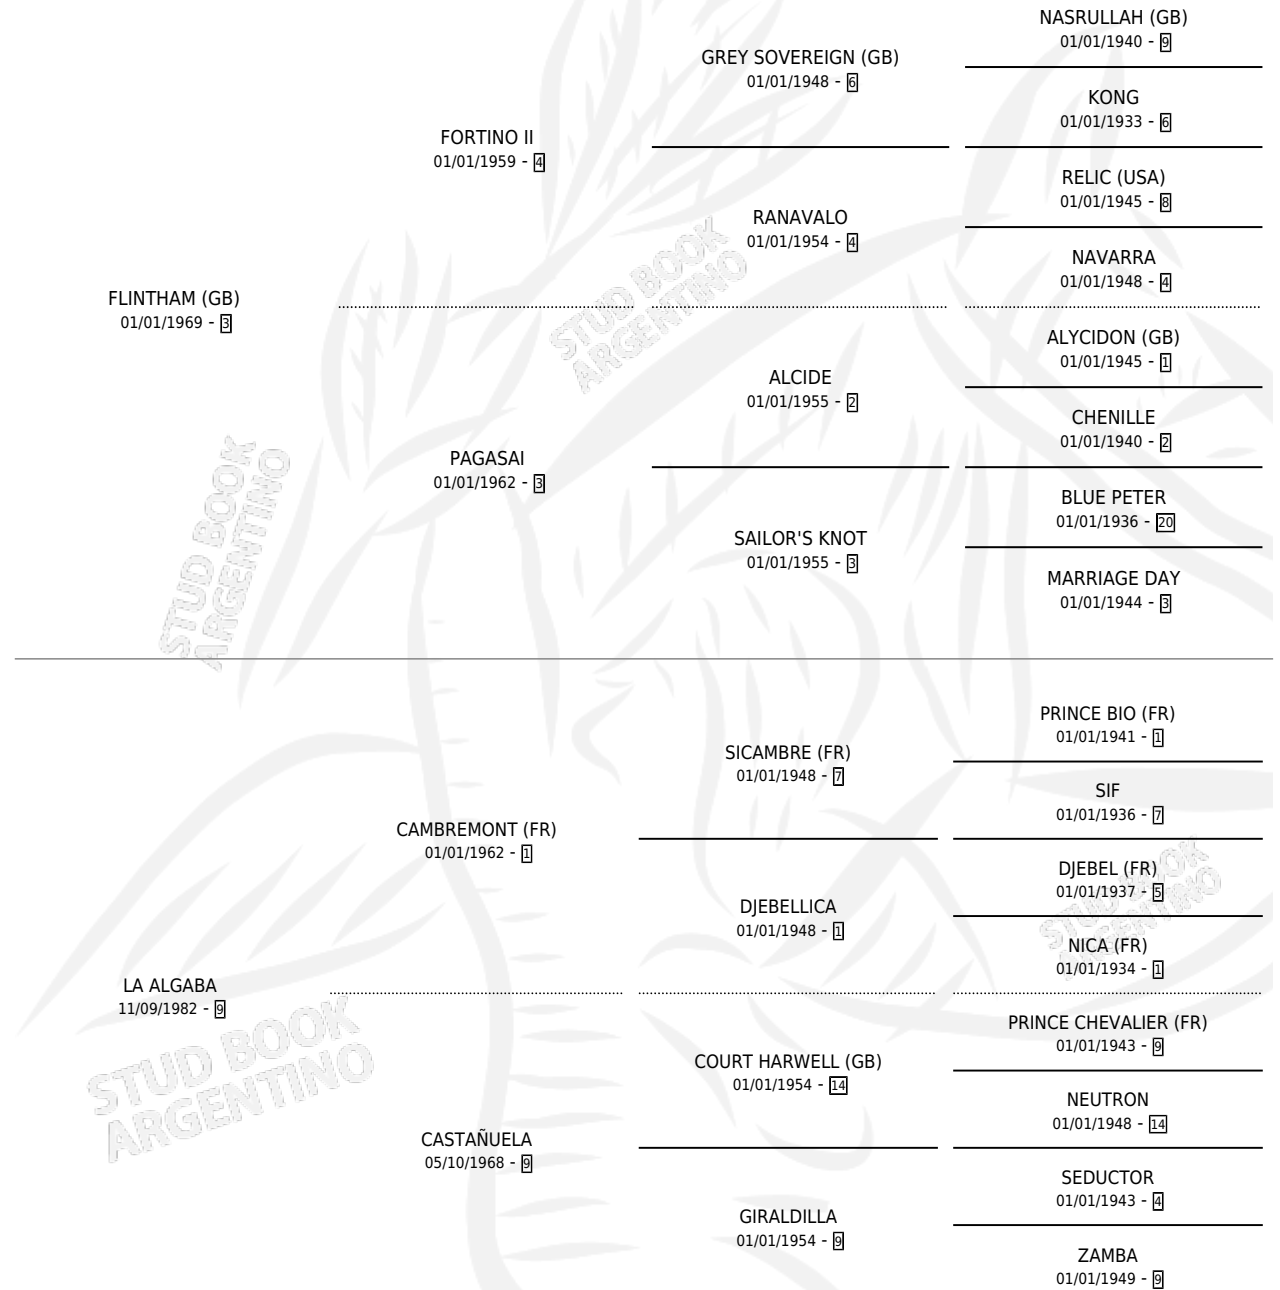 NASRULLAH (GB)
01/01/1940 - 9
GREY SOVEREIGN (GB)
01/01/1948 - 6
KONG
01/01/1933 - 6
FORTINO II
01/01/1959 - 4
RELIC (USA)
01/01/1945 - 8
RANAVALO
01/01/1954 - 4
NAVARRA
01/01/1948 - 4
FLINTHAM (GB)
01/01/1969 - 3
ALYCIDON (GB)
01/01/1945 - 1
ALCIDE
01/01/1955 - 2
CHENILLE
01/01/1940 - 2
PAGASAI
01/01/1962 - 3
BLUE PETER
01/01/1936 - 20
SAILOR'S KNOT
01/01/1955 - 3
MARRIAGE DAY
01/01/1944 - 3
PRINCE BIO (FR)
01/01/1941 - 1
SICAMBRE (FR)
01/01/1948 - 7
SIF
01/01/1936 - 7
CAMBREMONT (FR)
01/01/1962 - 1
DJEBEL (FR)
01/01/1937 - 5
DJEBELLICA
01/01/1948 - 1
NICA (FR)
01/01/1934 - 1
LA ALGABA
11/09/1982 - 9
PRINCE CHEVALIER (FR)
01/01/1943 - 9
COURT HARWELL (GB)
01/01/1954 - 14
NEUTRON
01/01/1948 - 14
CASTAÑUELA
05/10/1968 - 9
SEDUCTOR
01/01/1943 - 4
GIRALDILLA
01/01/1954 - 9
ZAMBA
01/01/1949 - 9
STUD BOOK
ARGENTINO
STUD BOOK
ARGENTINO
STUD BOOK
ARGENTINO
STUD BOOK
ARGENTINO